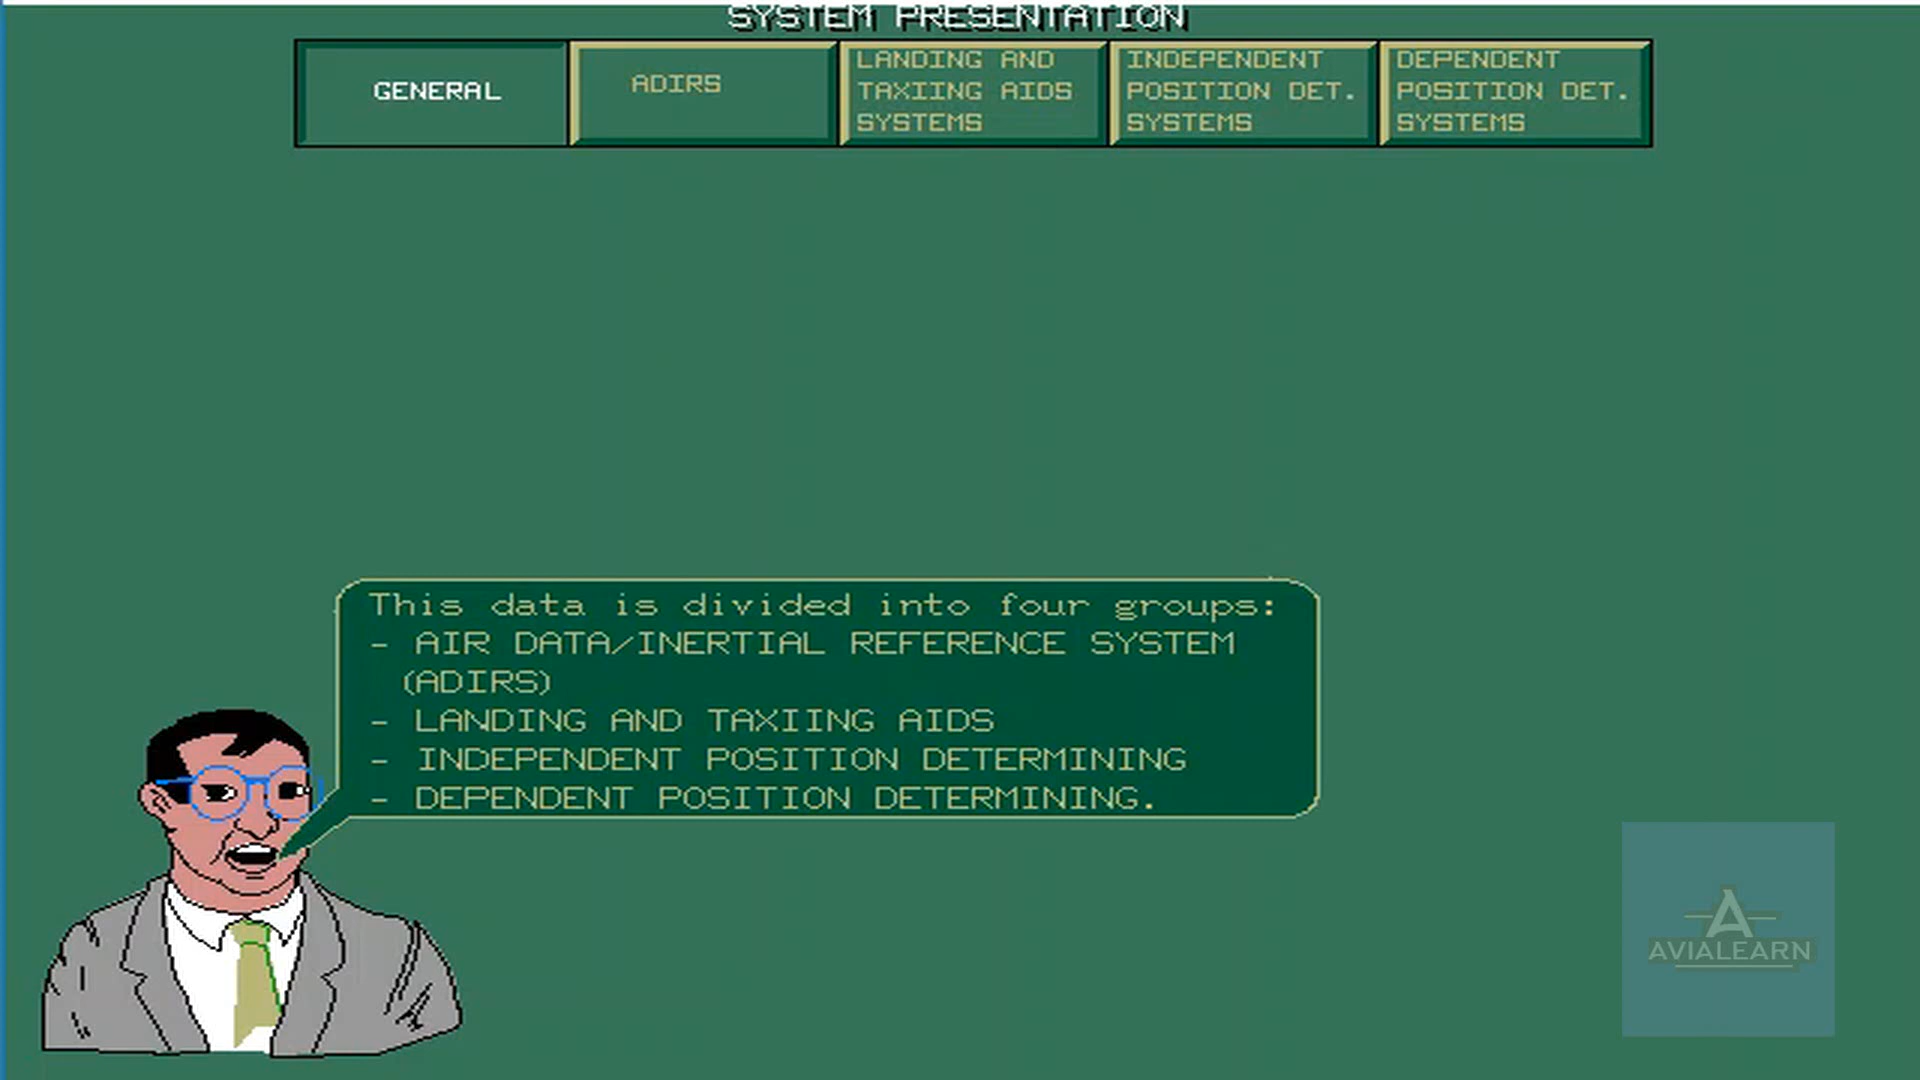 SYSTEM PRESENTATION
GENERAL
ADIRS
LANDING AND
TAXIING AIDS
SYSTEMS
INDEPENDENT
POSITION DET.
SYSTEMS
DEPENDENT
POSITION DET.
SYSTEMS
This data is divided into four groups:
- AIR DATA/INERTIAL REFERENCE SYSTEM
(ADIRS)
- LANDING AND TAXIING AIDS
- INDEPENDENT POSITION DETERMINING
- DEPENDENT POSITION DETERMINING.
AVIALEARN